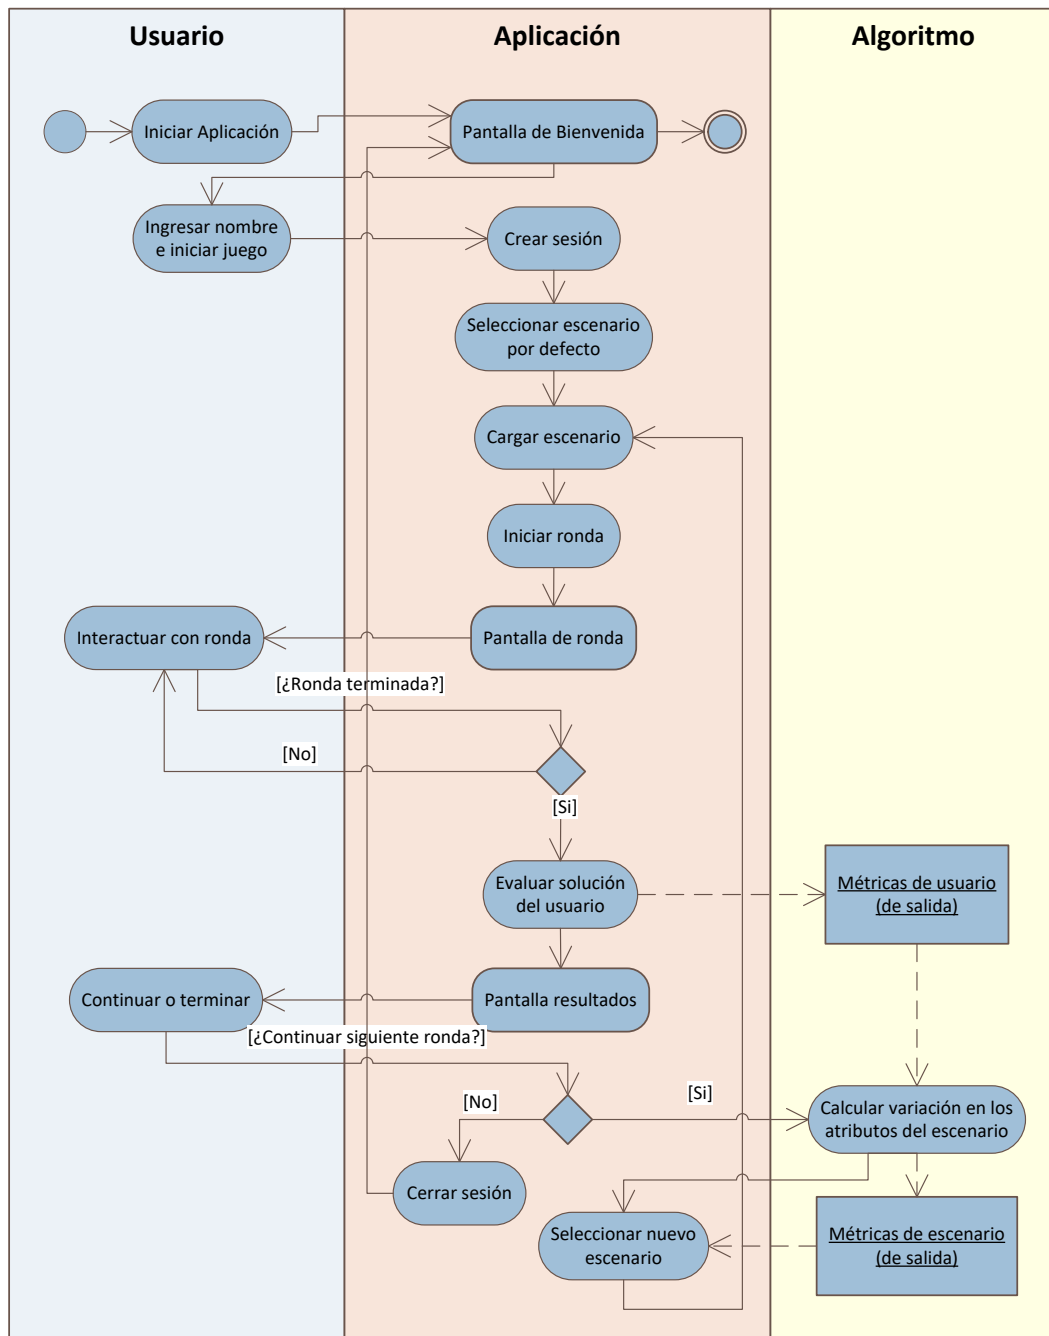 Usuario
Aplicación
Algoritmo
Iniciar Aplicación
Pantalla de Bienvenida
Ingresar nombre
e iniciar juego
Crear sesión
Seleccionar escenario
por defecto
Cargar escenario
Iniciar ronda
Interactuar con ronda
Pantalla de ronda
[¿Ronda terminada?]
[No]
[Si]
Evaluar solución
del usuario
Métricas de usuario
(de salida)
Continuar o terminar
Pantalla resultados
[¿Continuar siguiente ronda?]
[No]
[Si]
Calcular variación en los
atributos del escenario
Cerrar sesión
Seleccionar nuevo
escenario
Métricas de escenario
(de salida)